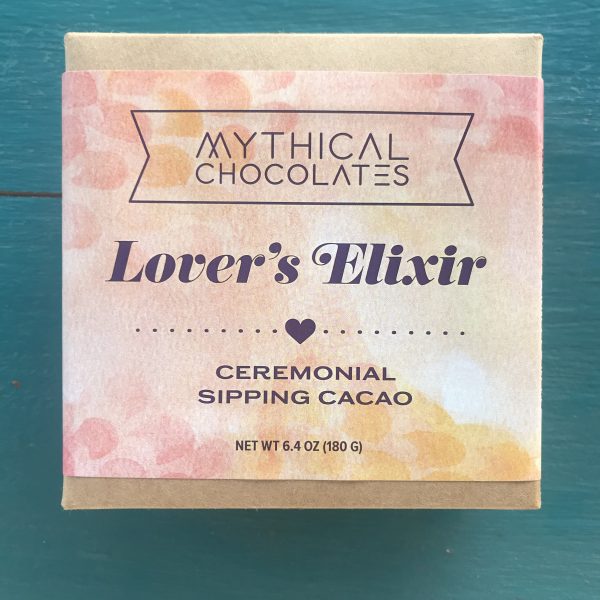 MYTHICAL
CHOCOLATES
Lover's Elixir
CEREMONIAL
SIPPING CACAO
NET WT 6.4 OZ (180 G)